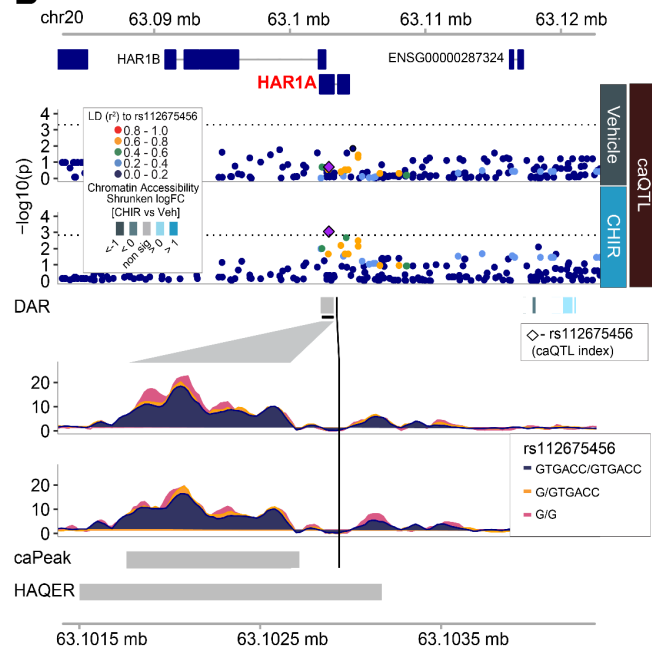 chr20
63.09 mb
63.1 mb
63.11 mb
63.12 mb
HAR1B
ENSG00000287324
HAR1A
LD (r²) to rs112675456
0.8 - 1.0
0.6 - 0.8
0.4 - 0.6
0.2 - 0.4
0.0 - 0.2
Chromatin Accessibility
Shrunken logFC
[CHIR vs Veh]
<-1
<0
non sig
>0
>1
−log10(p)
4
3
2
1
0
4
3
2
1
0
Vehicle
CHIR
caQTL
DAR
- rs112675456
(caQTL index)
20
10
0
rs112675456
GTGACC/GTGACC
G/GTGACC
G/G
20
10
0
caPeak
HAQER
63.1015 mb
63.1025 mb
63.1035 mb